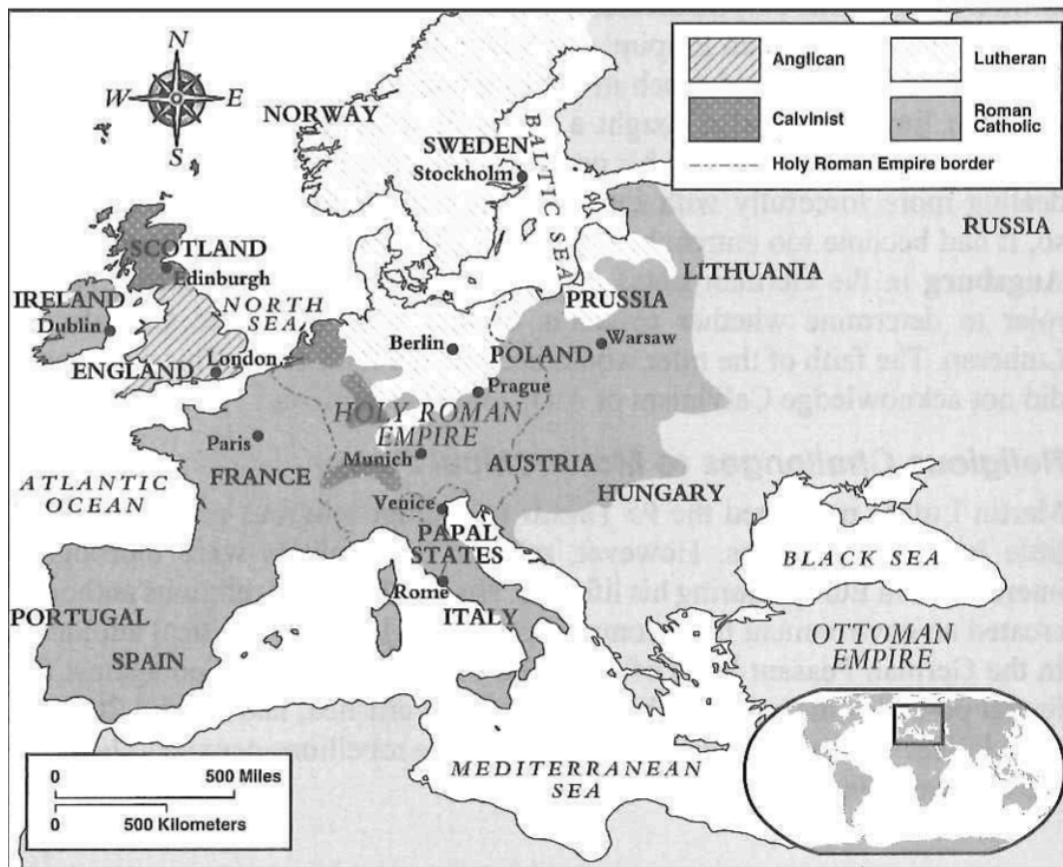 N
W
E
S
Anglican
Lutheran
Calvinist
Roman
Catholic
Holy Roman Empire border
NORWAY
SWEDEN
Stockholm
BALTIC SEA
RUSSIA
SCOTLAND
Edinburgh
LITHUANIA
IRELAND
NORTH
SEA
PRUSSIA
Dublin
Berlin
POLAND
Warsaw
London
ENGLAND
Prague
HOLY ROMAN
EMPIRE
Paris
Munich
AUSTRIA
FRANCE
HUNGARY
ATLANTIC
OCEAN
Venice
PAPAL
STATES
BLACK SEA
Rome
ITALY
PORTUGAL
SPAIN
OTTOMAN
EMPIRE
MEDITERRANEAN
SEA
0
500 Miles
0
500 Kilometers